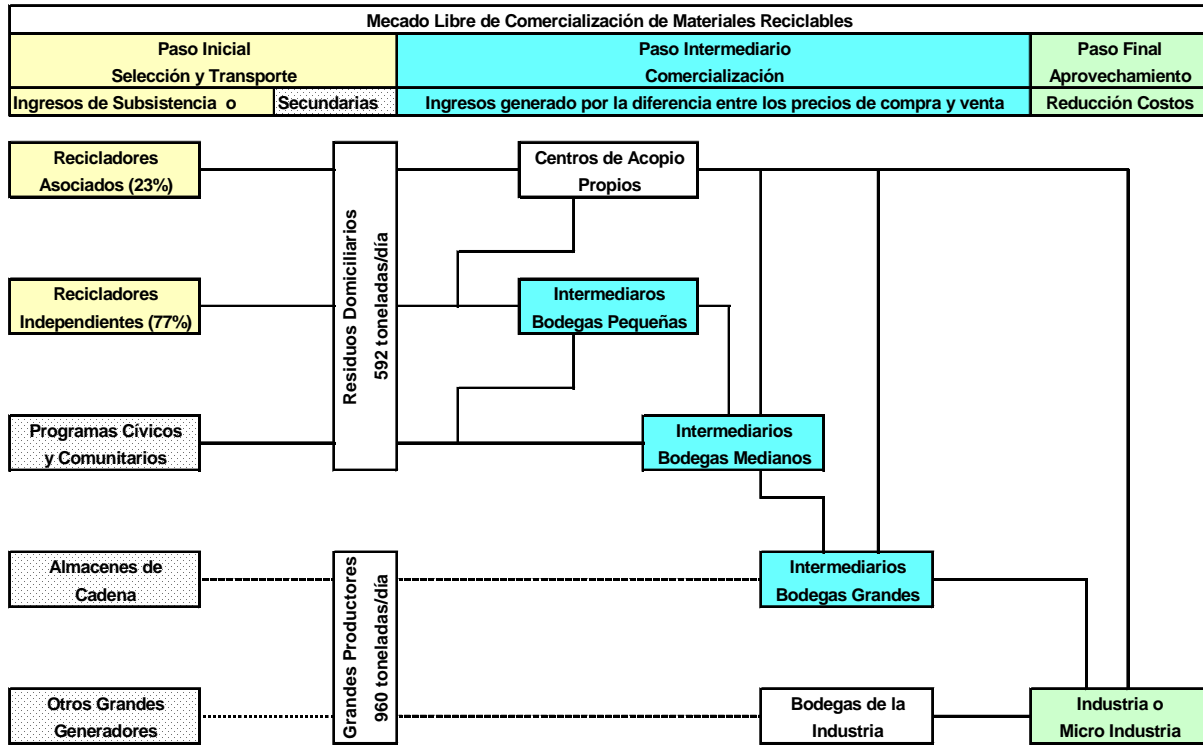 Mecado Libre de Comercialización de Materiales Reciclables
Paso Inicial
Selección y Transporte
Paso Intermediario
Comercialización
Paso Final
Aprovechamiento
Ingresos de Subsistencia o
Secundarias
Ingresos generado por la diferencia entre los precios de compra y venta
Reducción Costos
Recicladores
Asociados (23%)
Centros de Acopio
Propios
Residuos Domiciliarios
592 toneladas/día
Recicladores
Independientes (77%)
Intermediaros
Bodegas Pequeñas
Programas Cívicos
y Comunitarios
Intermediarios
Bodegas Medianos
Almacenes de
Cadena
Grandes Productores
960 toneladas/día
Intermediarios
Bodegas Grandes
Otros Grandes
Generadores
Bodegas de la
Industria
Industria o
Micro Industria